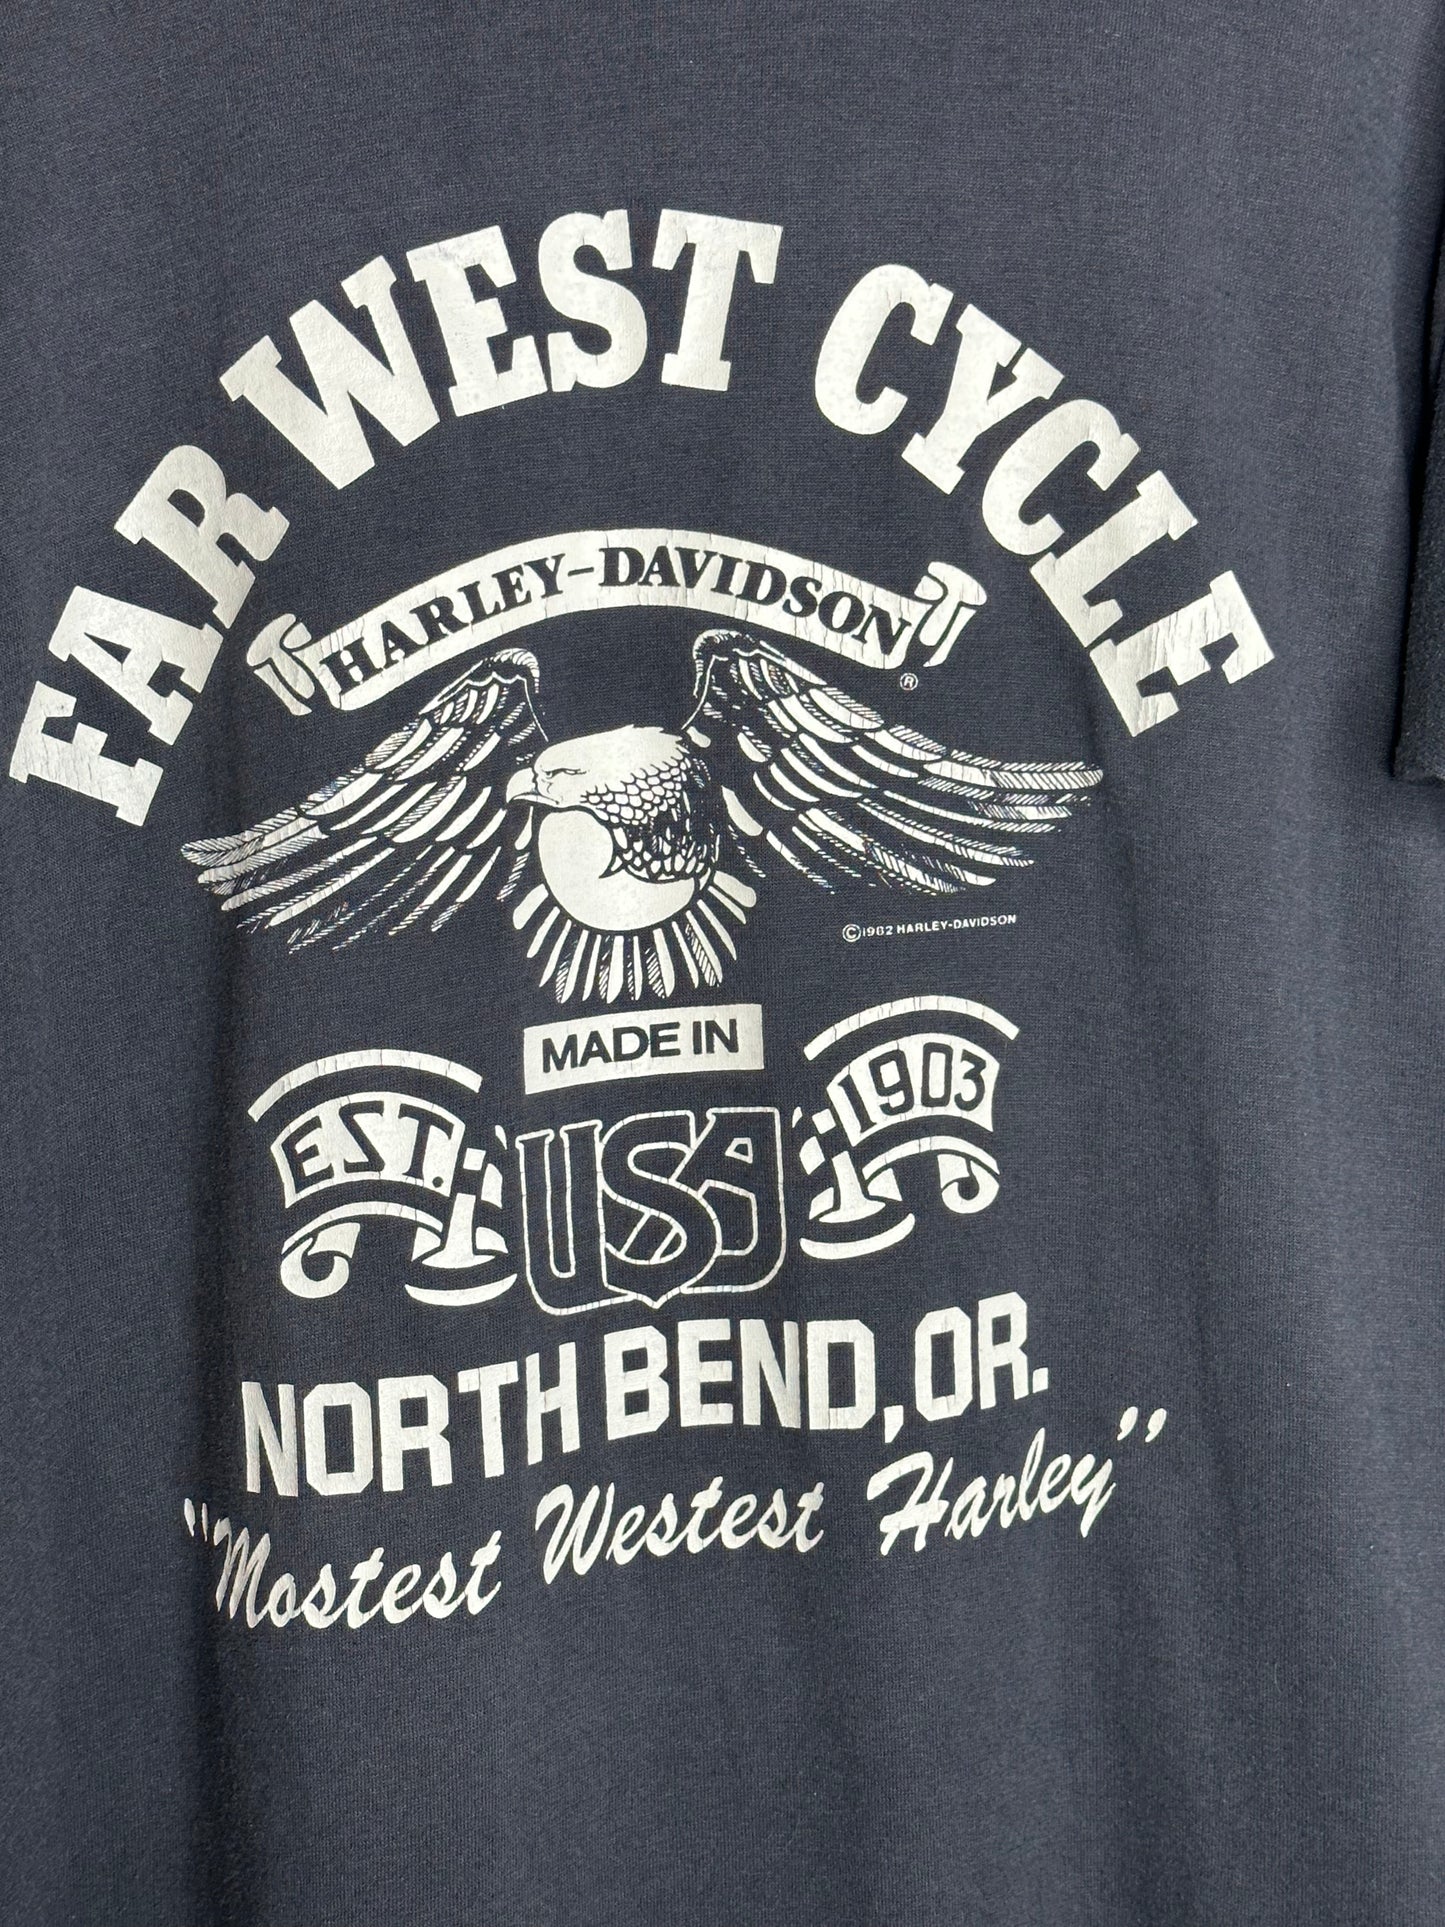 FAR WEST CYCLE
HARLEY-DAVIDSON
®
©1982 HARLEY-DAVIDSON
MADE IN
EST. USA 1903
NORTH BEND, OR.
"Mostest Westest Harley"